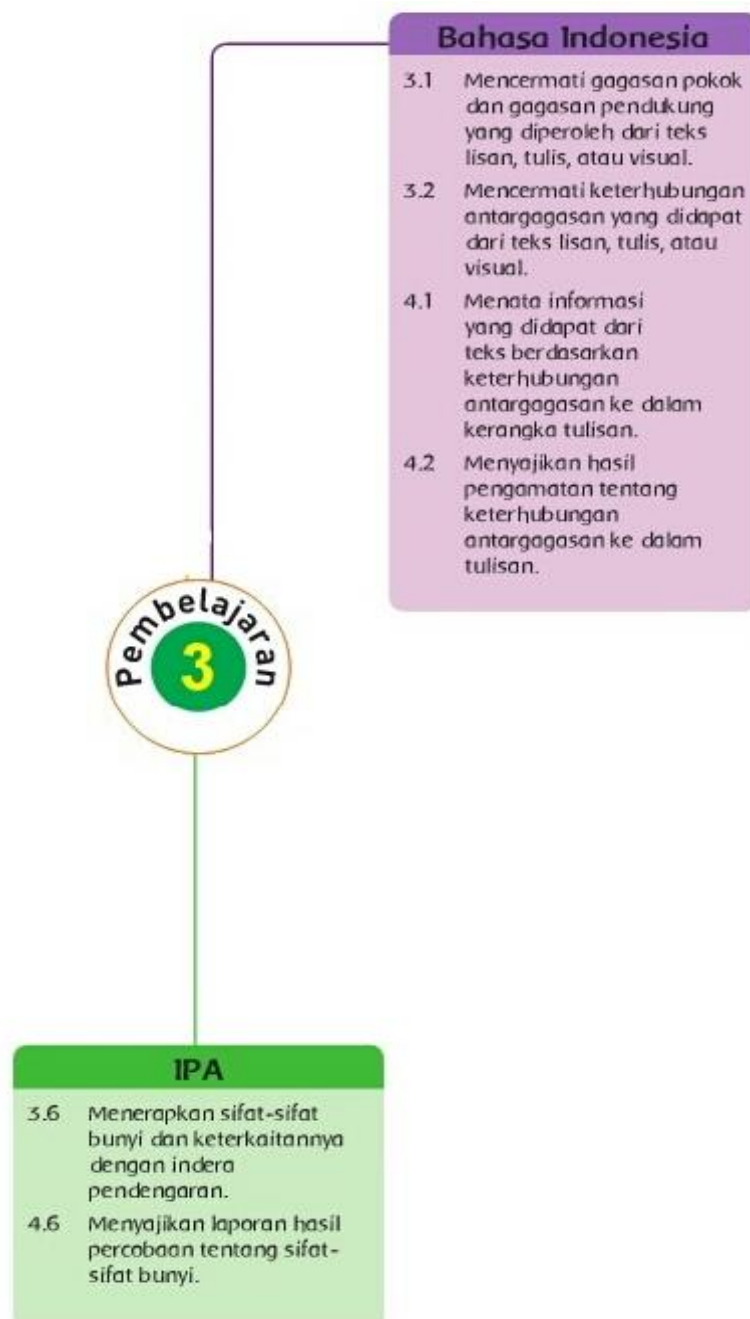 Bahasa Indonesia
3.1 Mencermati gagasan pokok
dan gagasan pendukung
yang diperoleh dari teks
lisan, tulis, atau visual.
3.2 Mencermati keterhubungan
antargagasan yang didapat
dari teks lisan, tulis, atau
visual.
4.1 Menata informasi
yang didapat dari
teks berdasarkan
keterhubungan
antargagasan ke dalam
kerangka tulisan.
4.2 Menyajikan hasil
pengamatan tentang
keterhubungan
antargagasan ke dalam
tulisan.
Pembelajaran
3
IPA
3.6 Menerapkan sifat-sifat
bunyi dan keterkaitannya
dengan indera
pendengaran.
4.6 Menyajikan laporan hasil
percobaan tentang sifat-
sifat bunyi.